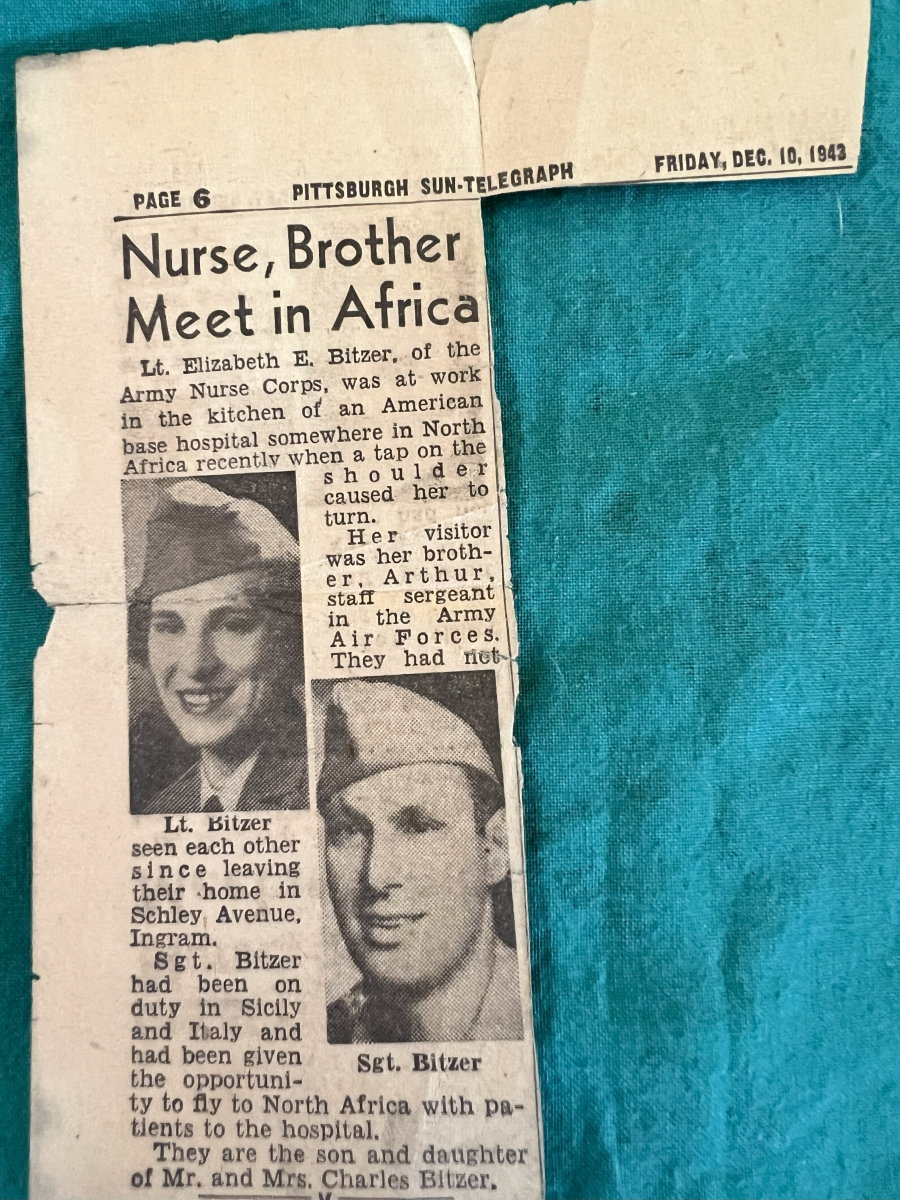 PAGE 6 PITTSBURGH SUN-TELEGRAPH FRIDAY, DEC. 10, 1943
Nurse, Brother
Meet in Africa
Lt. Elizabeth E. Bitzer, of the
Army Nurse Corps, was at work
in the kitchen of an American
base hospital somewhere in North
Africa recently when a tap on the
shoulder
caused her to
turn.
Her visitor
was her broth-
er, Arthur,
staff sergeant
in the Army
Air Forces.
They had not
Lt. Bitzer
seen each other
since leaving
their home in
Schley Avenue,
Ingram.
Sgt. Bitzer
had been on
duty in Sicily
and Italy and
had been given
the opportuni-
Sgt. Bitzer
ty to fly to North Africa with pa-
tients to the hospital.
They are the son and daughter
of Mr. and Mrs. Charles Bitzer.
V